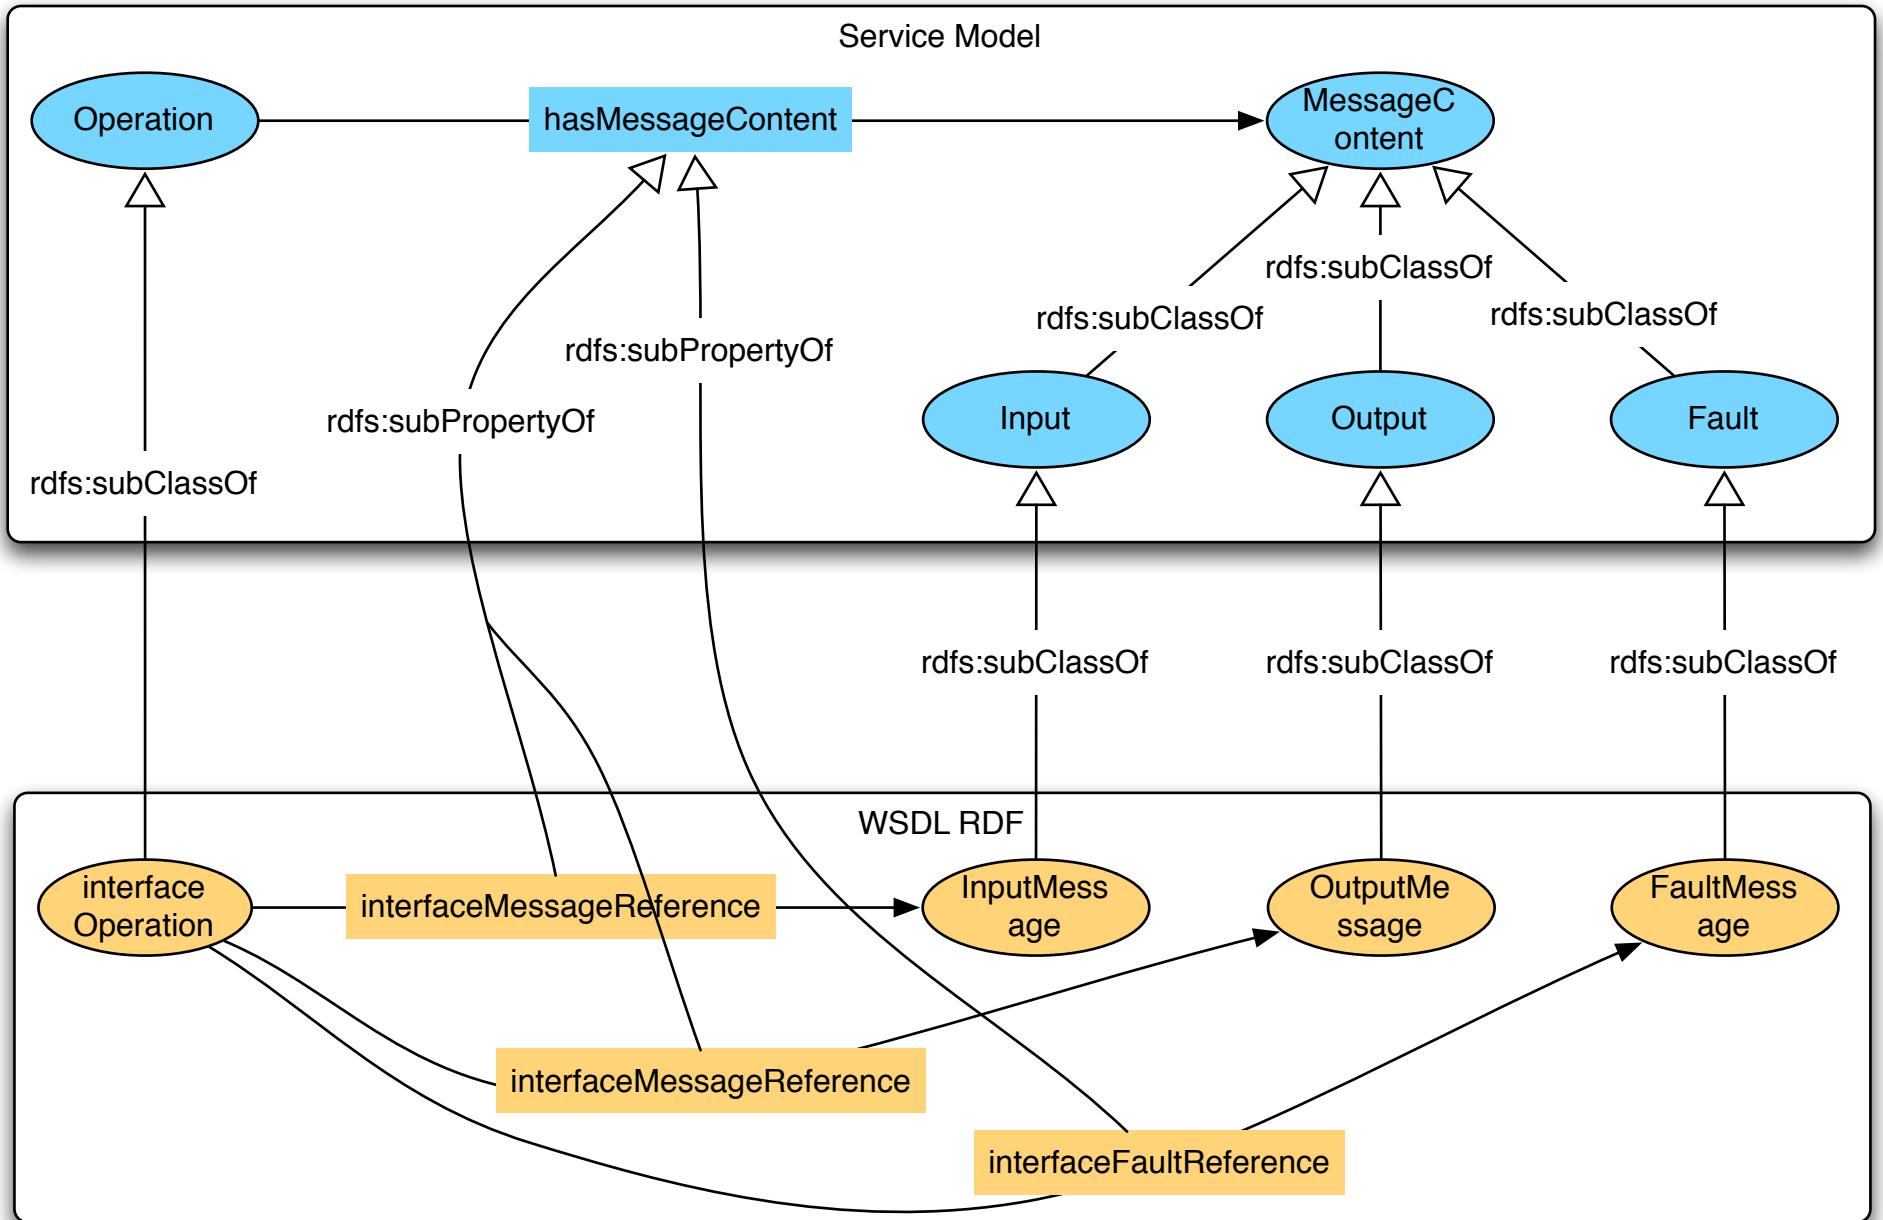 Service Model
Operation
hasMessageContent
MessageC
ontent
rdfs:subClassOf
rdfs:subClassOf
rdfs:subClassOf
rdfs:subPropertyOf
rdfs:subPropertyOf
Input
Output
Fault
rdfs:subClassOf
rdfs:subClassOf
rdfs:subClassOf
rdfs:subClassOf
WSDL RDF
interface
Operation
interfaceMessageReference
InputMess
age
OutputMe
ssage
FaultMess
age
interfaceMessageReference
interfaceFaultReference